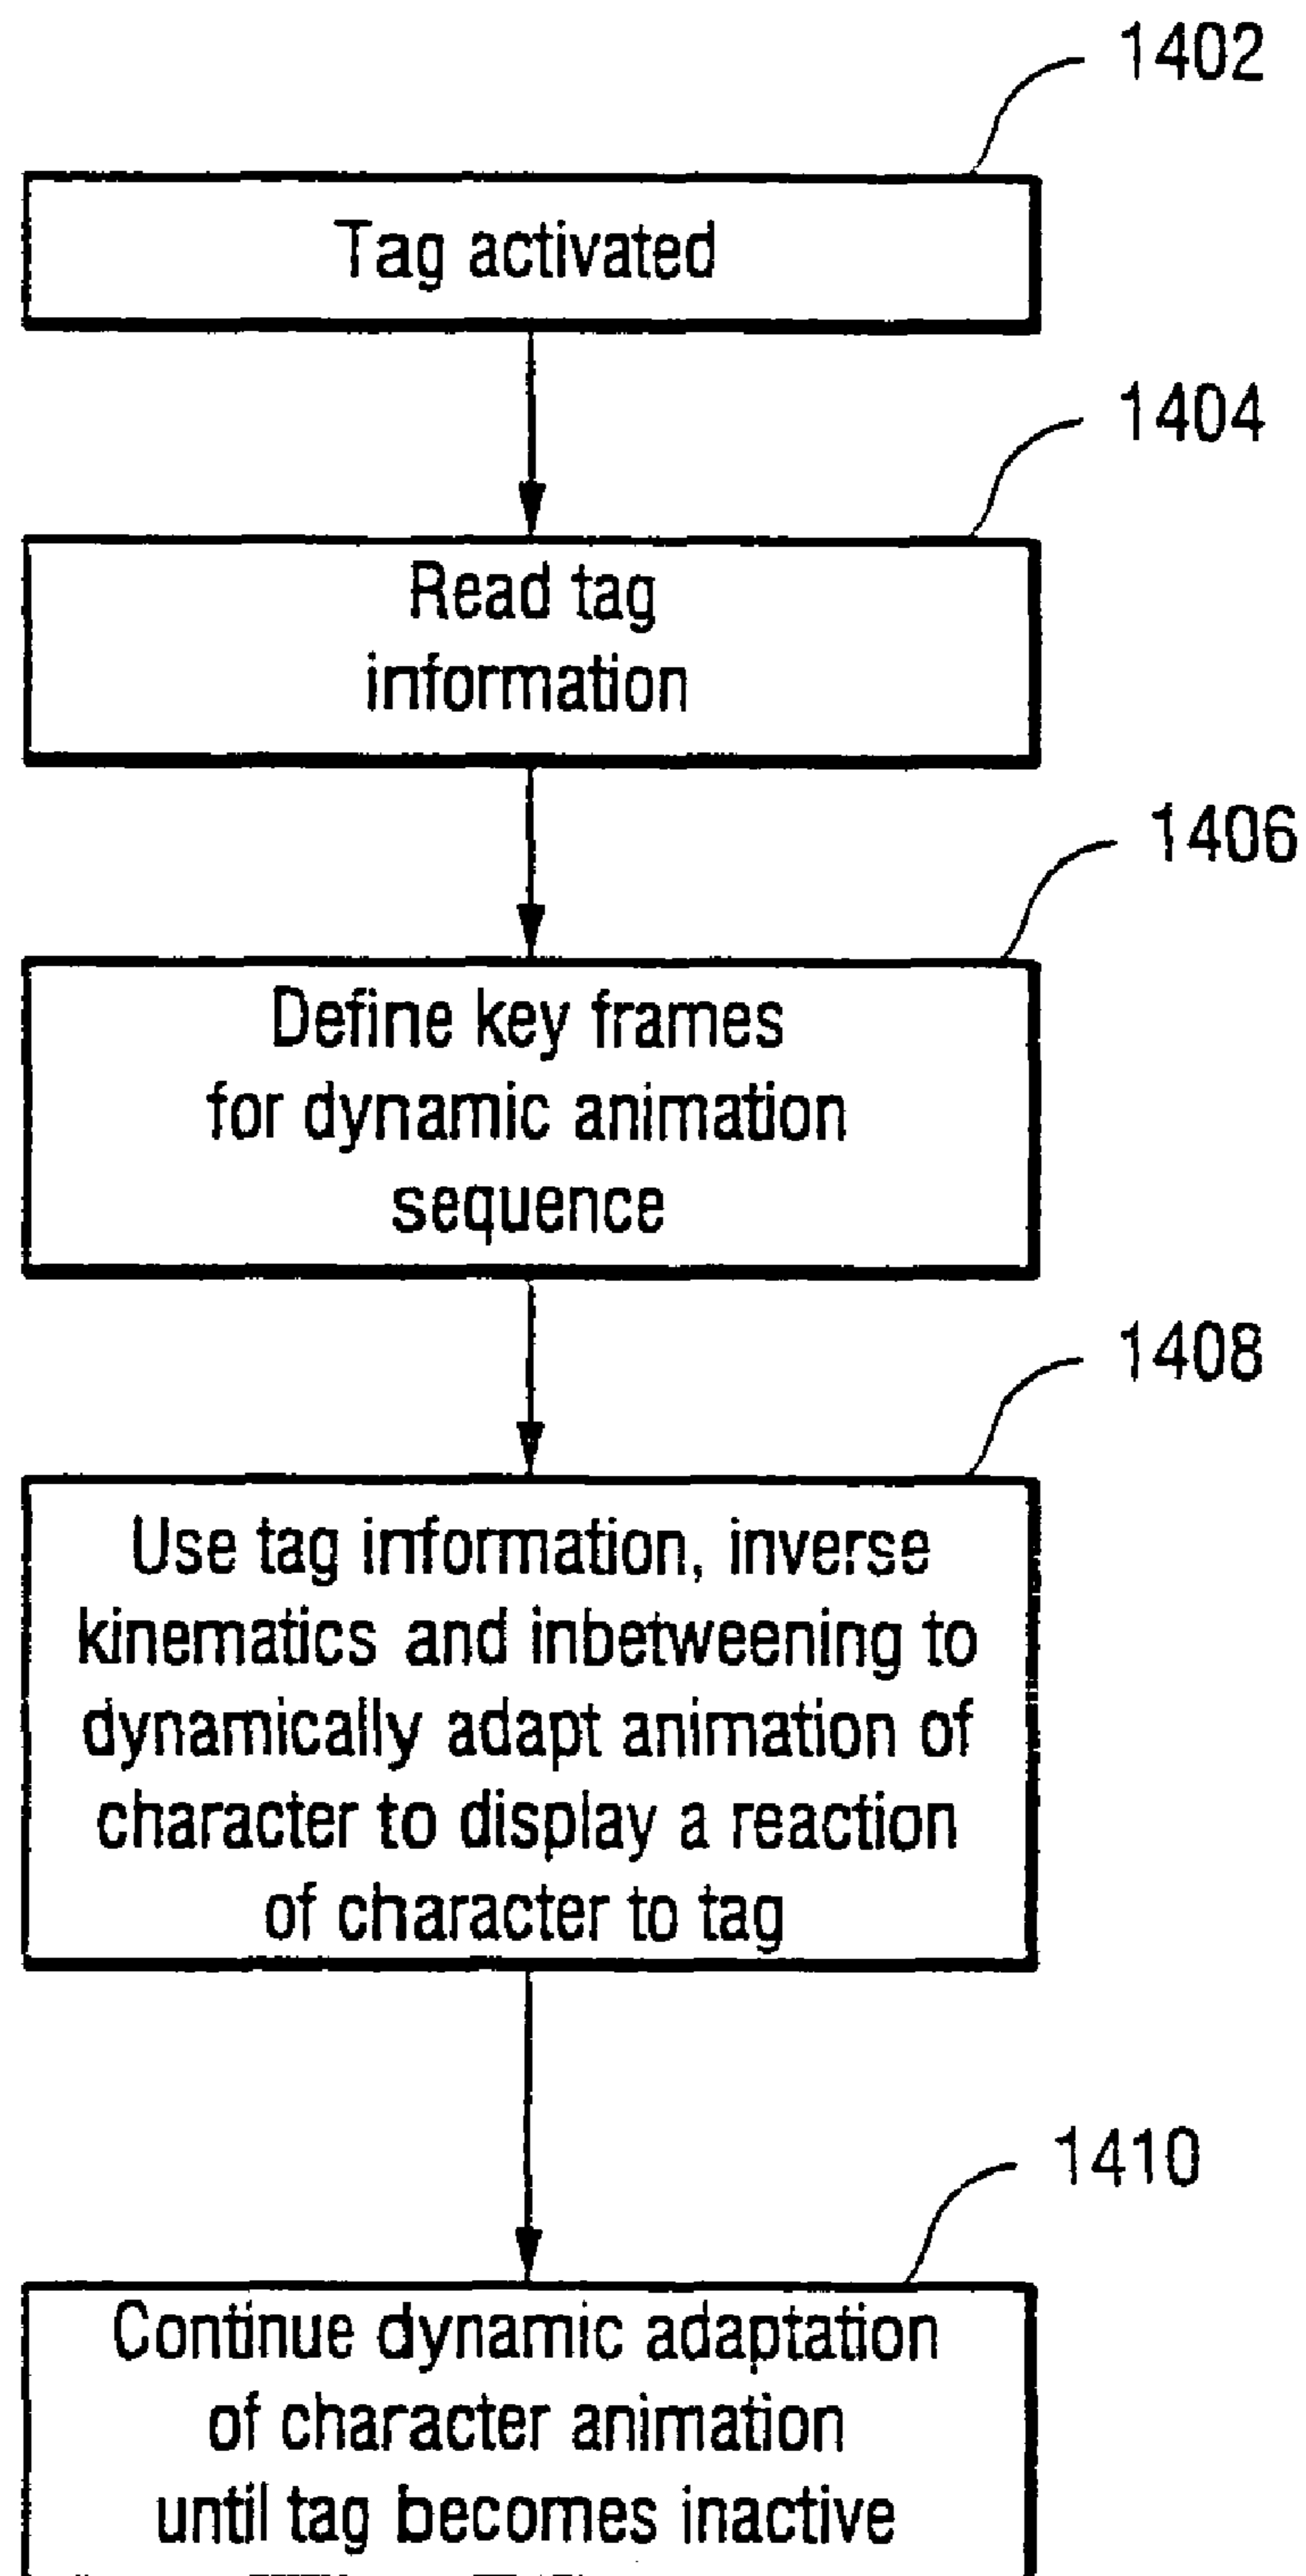 1402
Tag activated
1404
Read tag
information
1406
Define key frames
for dynamic animation
sequence
1408
Use tag information, inverse
kinematics and inbetweening to
dynamically adapt animation of
character to display a reaction
of character to tag
1410
Continue dynamic adaptation
of character animation
until tag becomes inactive